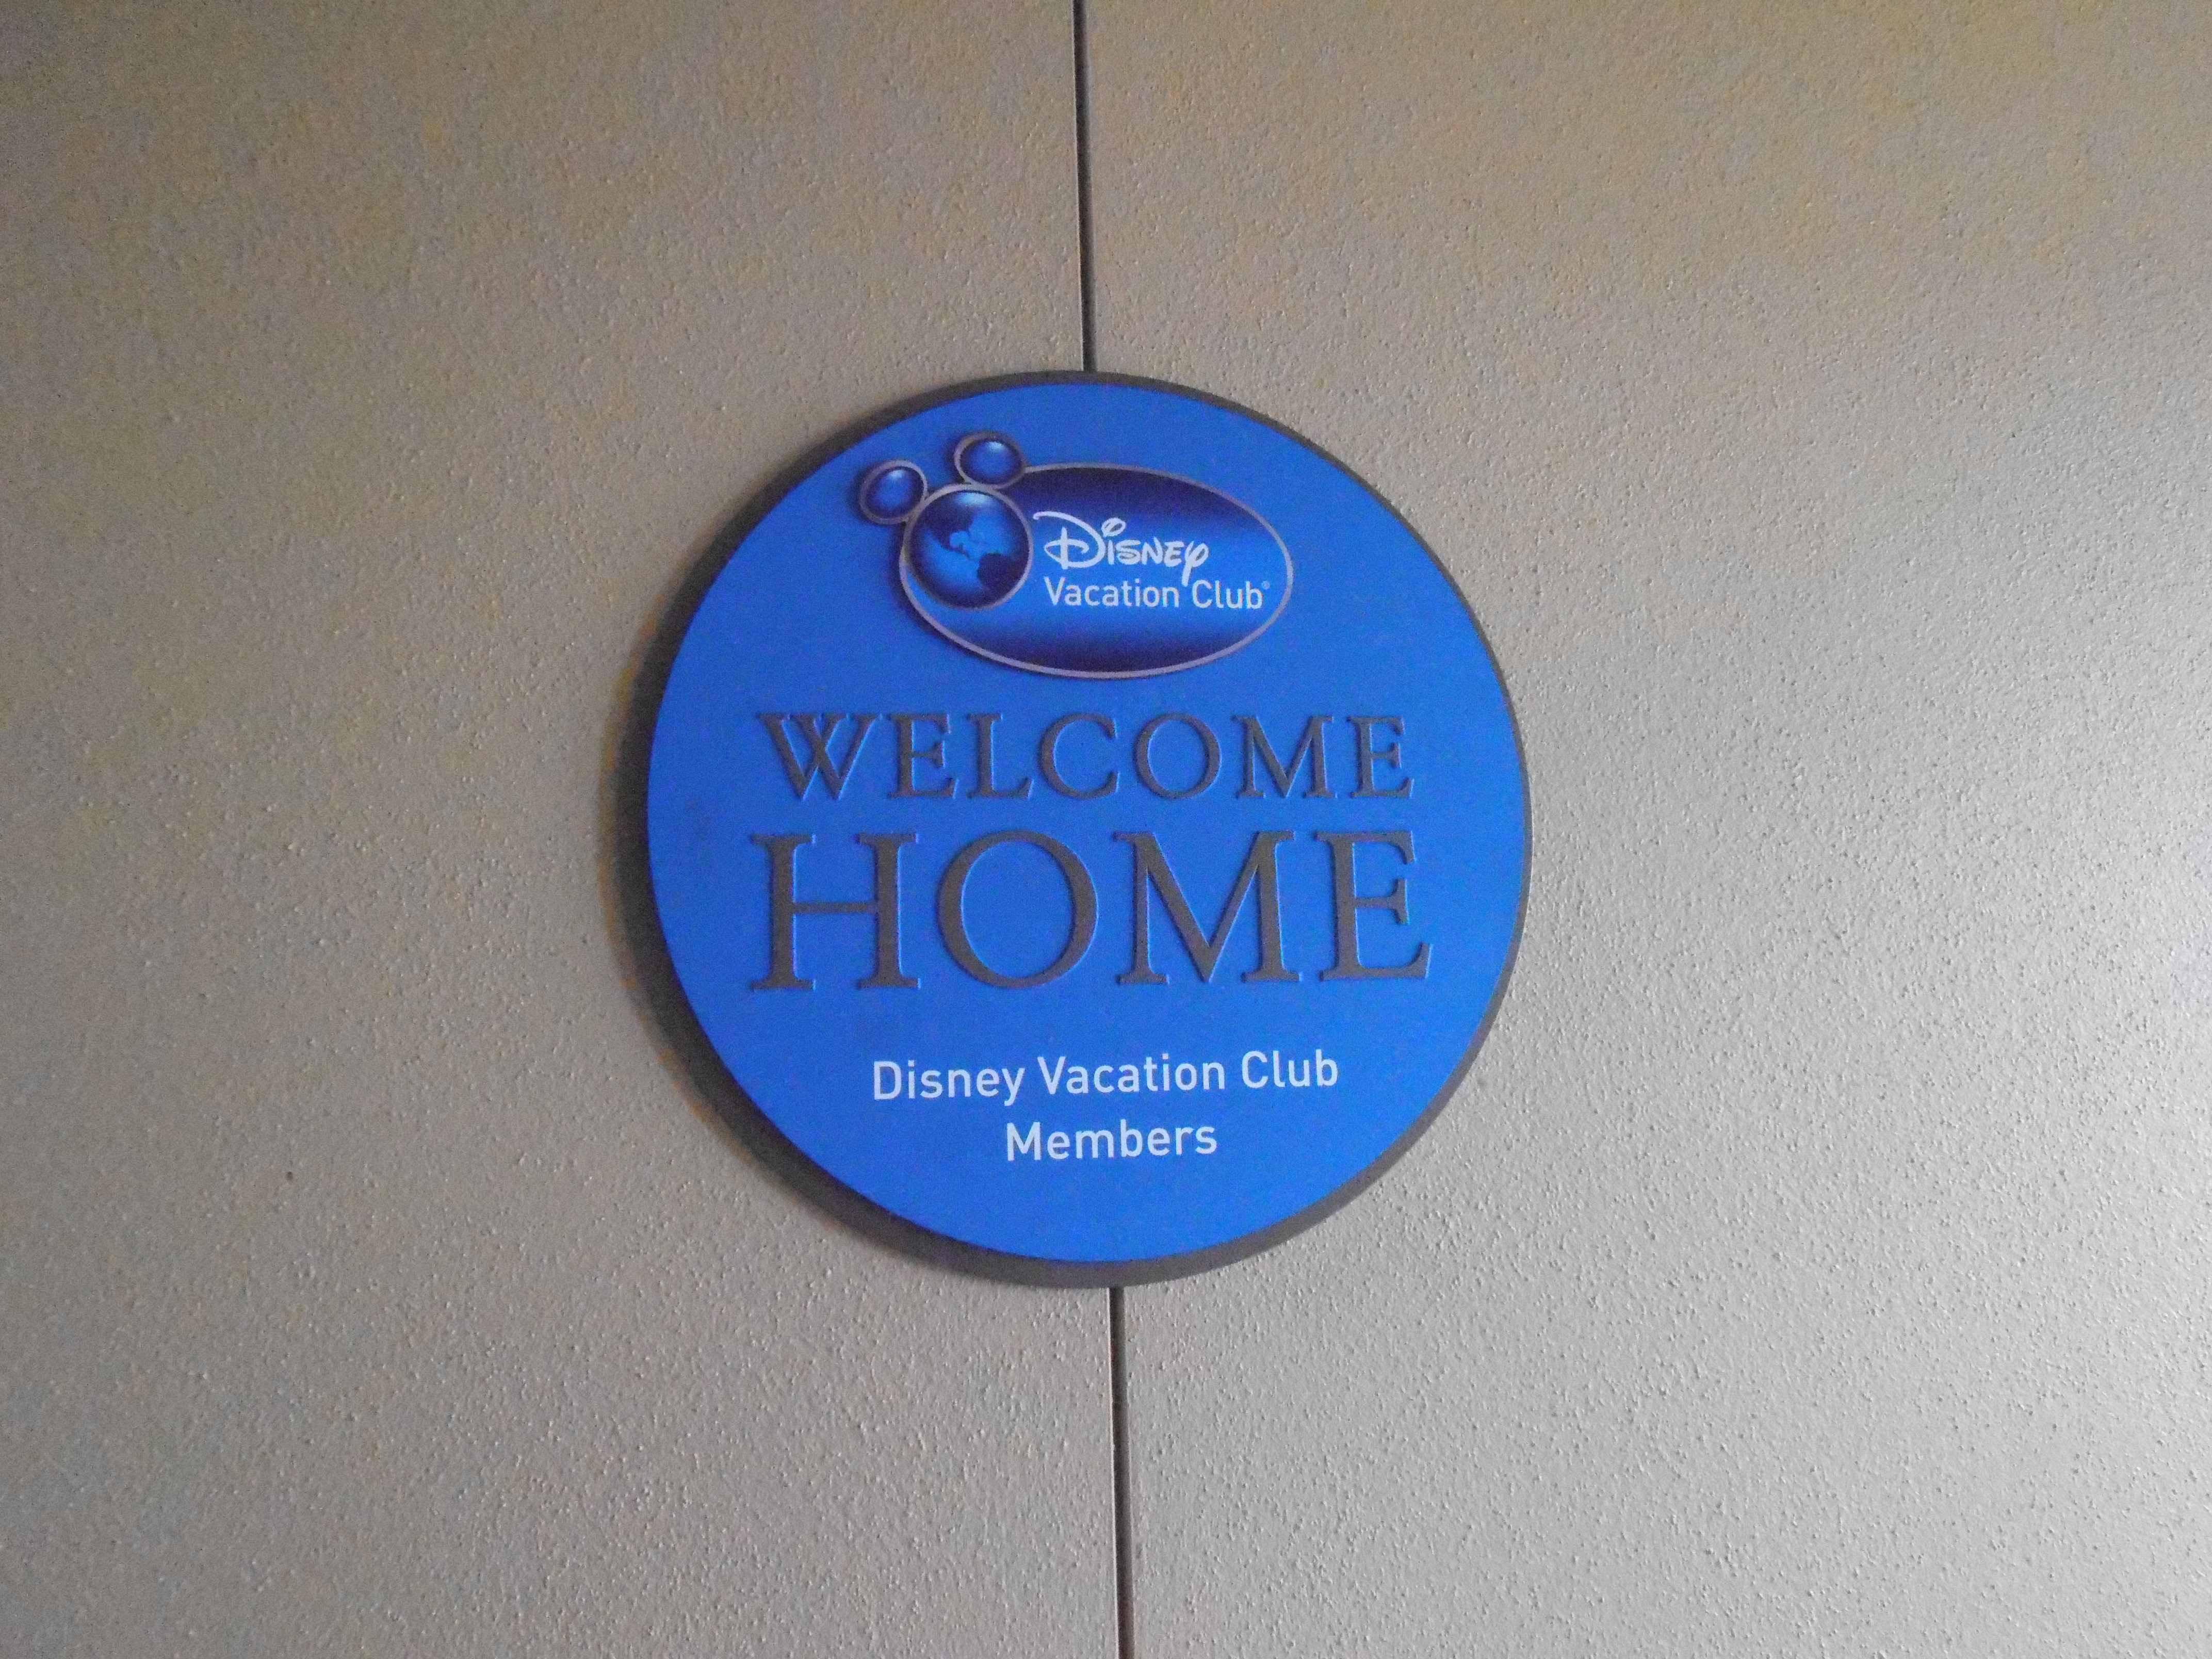 Disney
Vacation Club®
WELCOME
HOME
Disney Vacation Club
Members